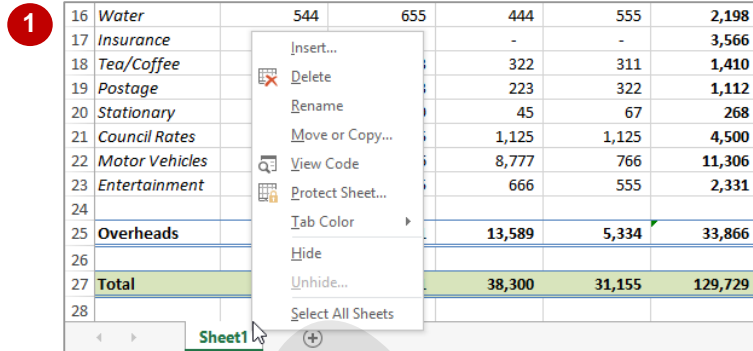 1
16 Water 544 655 444 555 2,198
17 Insurance - - 3,566
Insert...
18 Tea/Coffee 322 311 1,410
Delete
19 Postage 223 322 1,112
Rename
20 Stationary 45 67 268
Move or Copy...
21 Council Rates 1,125 1,125 4,500
View Code
22 Motor Vehicles 8,777 766 11,306
Protect Sheet...
23 Entertainment 666 555 2,331
Tab Color
24
25 Overheads 13,589 5,334 33,866
Hide
26
Unhide...
27 Total 38,300 31,155 129,729
Select All Sheets
28
Sheet1